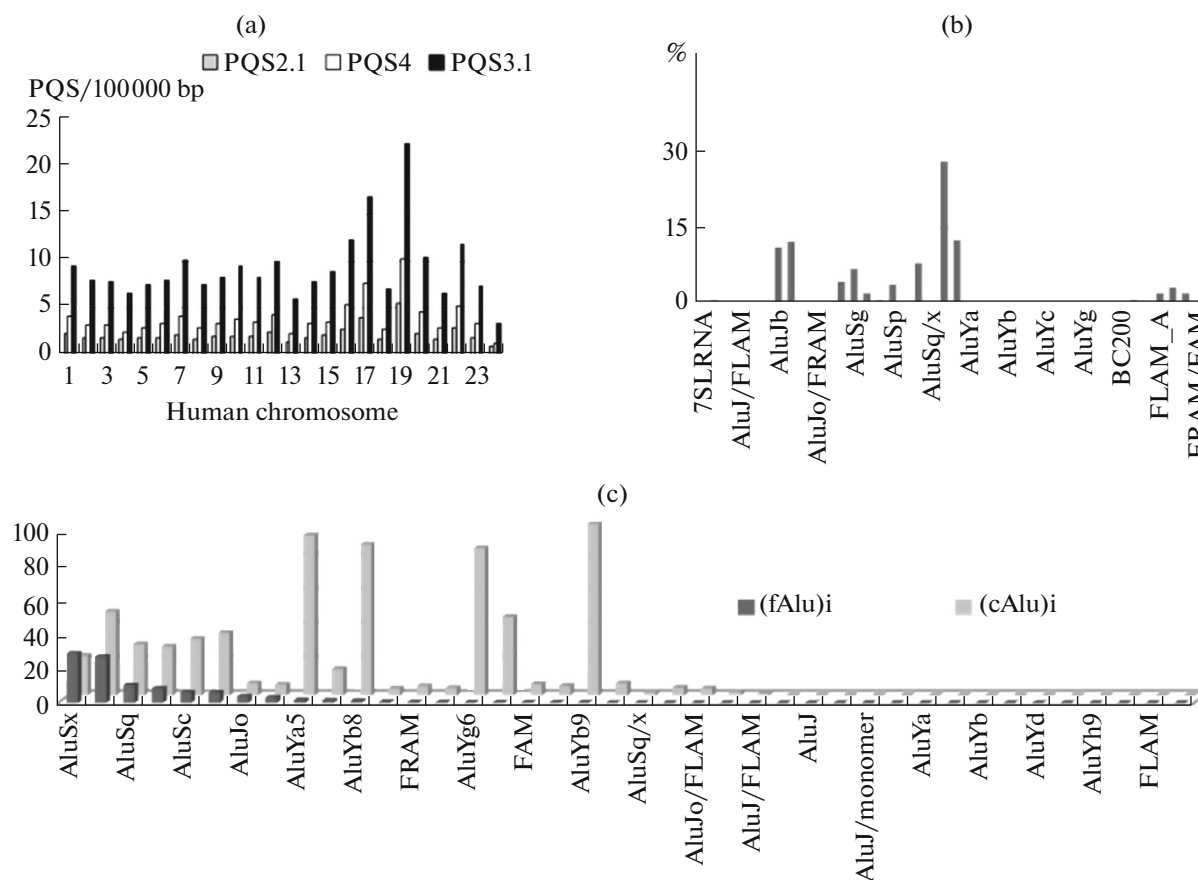 (a)
PQS2.1 PQS4 PQS3.1
PQS/100000 bp
25
20
15
10
5
0
1 3 5 7 9 11 13 15 17 19 21 23
Human chromosome
(b)
%
30
15
0
7SLRNA
AluJ/FLAM
AluJb
AluJo/FRAM
AluSg
AluSp
AluSq/x
AluYa
AluYb
AluYc
AluYg
BC200
FLAM_A
FRAM/FAM
(c)
100
80
60
40
20
0
(fAlu)i (cAlu)i
AluSx
AluSq
AluSc
AluJo
AluYa5
AluYb8
FRAM
AluYg6
FAM
AluYb9
AluSq/x
AluJo/FLAM
AluJ/FLAM
AluJ
AluJ/monomer
AluYa
AluYb
AluYd
AluYh9
FLAM